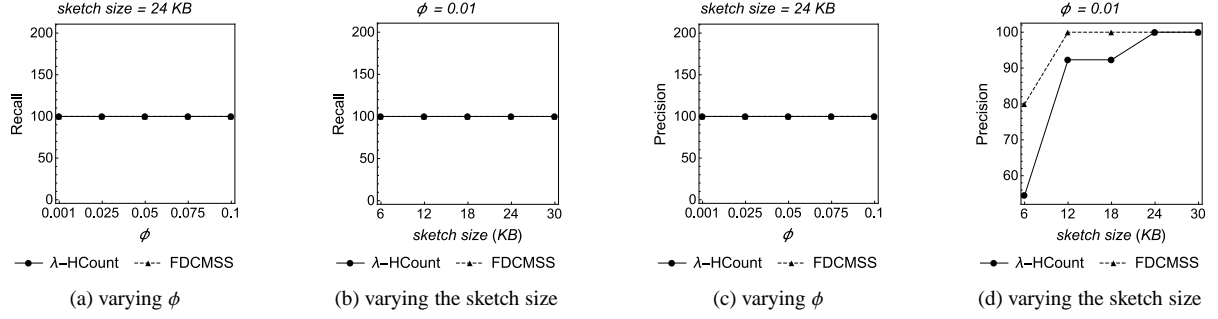 sketch size = 24 KB
Recall
200
150
100
50
0
0.001 0.025 0.05 0.075 0.1
ϕ
λ−HCount FDCMSS
(a) varying ϕ
ϕ = 0.01
Recall
200
150
100
50
0
6 12 18 24 30
sketch size (KB)
λ−HCount FDCMSS
(b) varying the sketch size
sketch size = 24 KB
Precision
200
150
100
50
0
0.001 0.025 0.05 0.075 0.1
ϕ
λ−HCount FDCMSS
(c) varying ϕ
ϕ = 0.01
Precision
100
90
80
70
60
6 12 18 24 30
sketch size (KB)
λ−HCount FDCMSS
(d) varying the sketch size